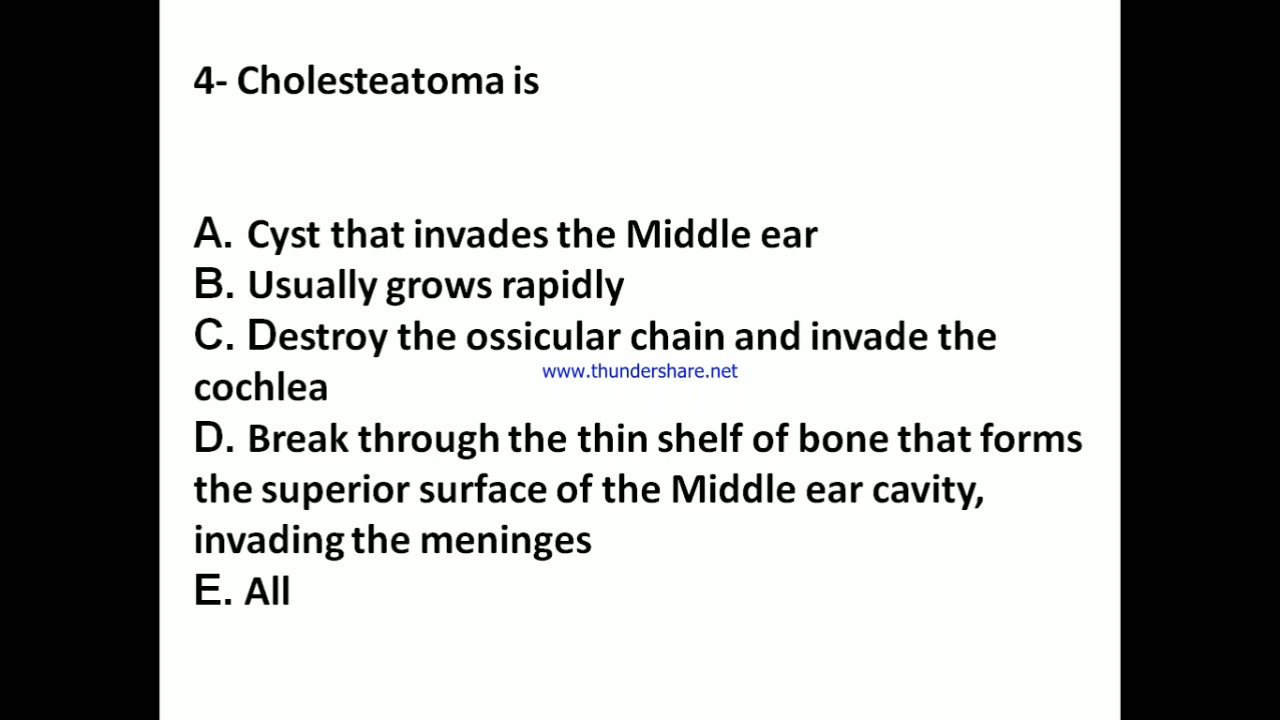 4- Cholesteatoma is
A. Cyst that invades the Middle ear
B. Usually grows rapidly
C. Destroy the ossicular chain and invade the
www.thundershare.net
cochlea
D. Break through the thin shelf of bone that forms
the superior surface of the Middle ear cavity,
invading the meninges
E. All